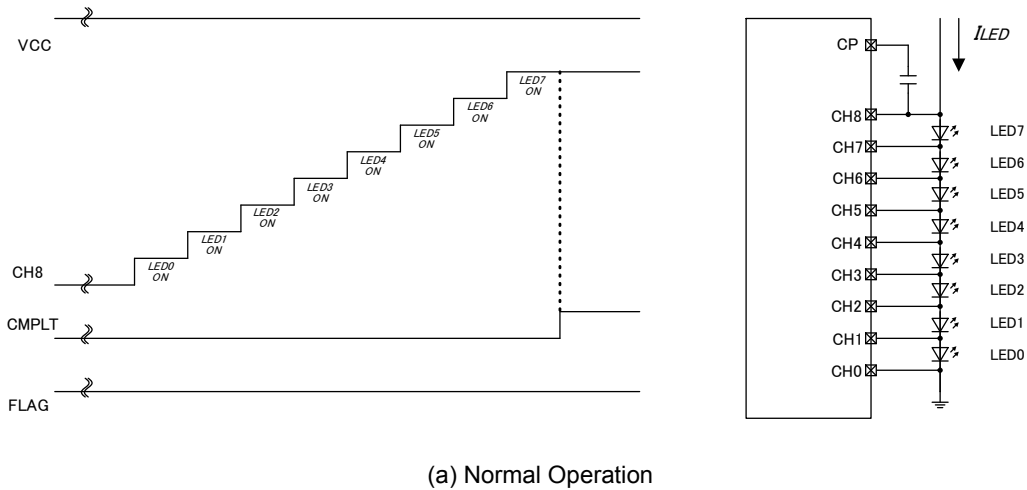 VCC
LED7
ON
LED6
ON
LED5
ON
LED4
ON
LED3
ON
LED2
ON
LED1
ON
LED0
ON
CH8
CMPLT
FLAG
CP
ILED
CH8
LED7
CH7
LED6
CH6
LED5
CH5
LED4
CH4
LED3
CH3
LED2
CH2
LED1
CH1
LED0
CH0
(a) Normal Operation